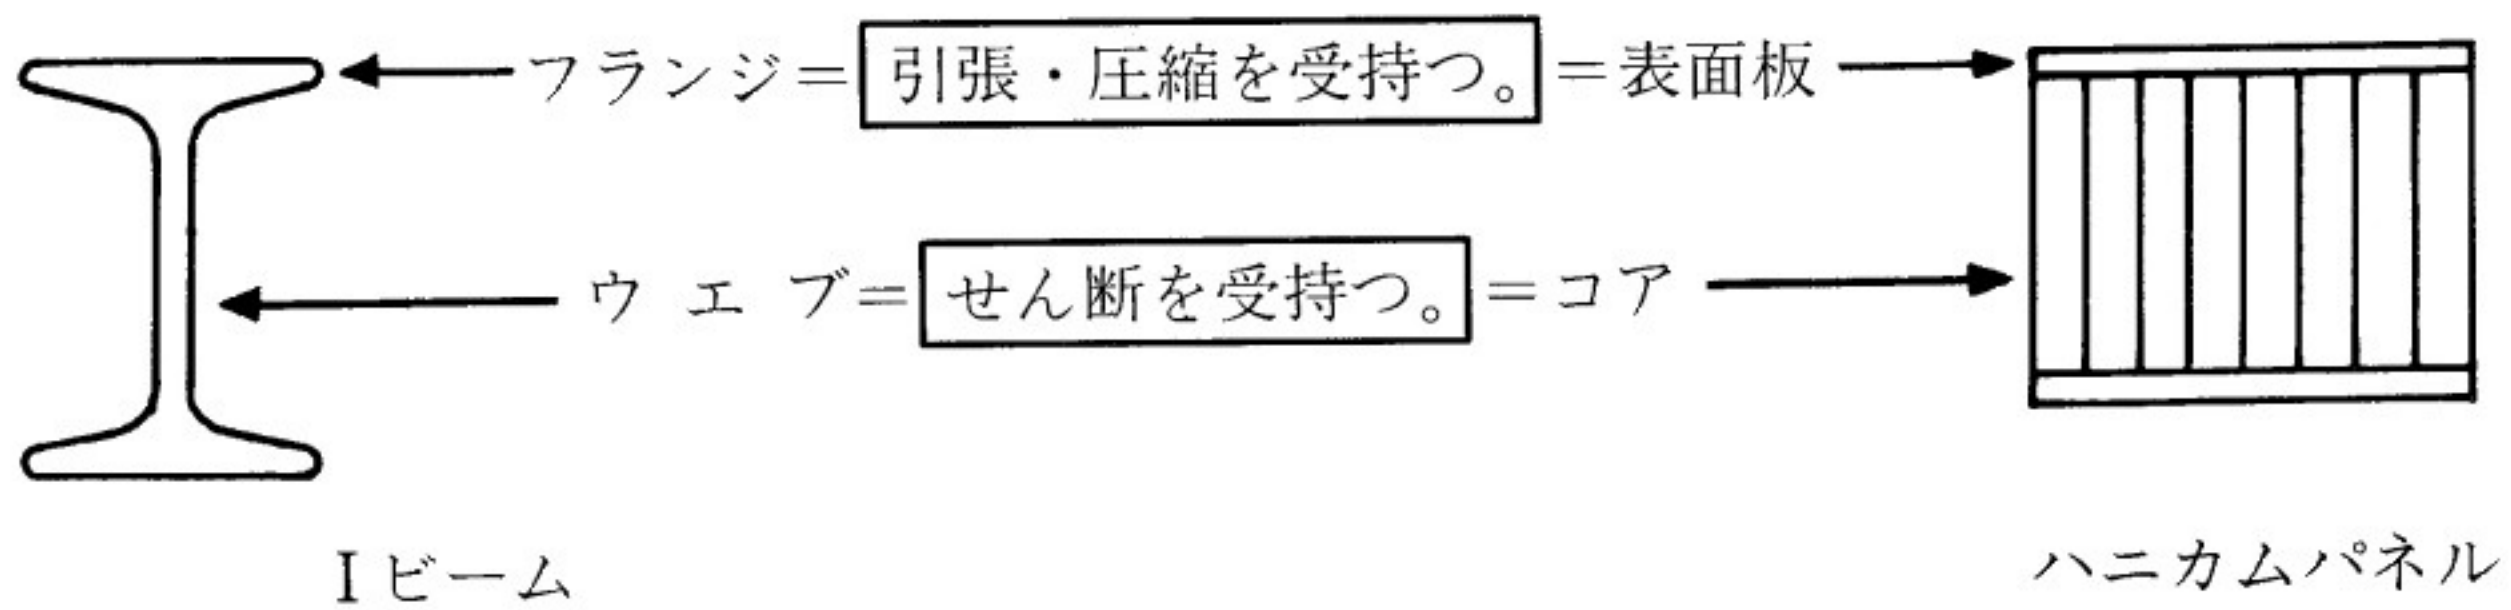 フランジ=引張・圧縮を受持つ。=表面板
ウエブ=せん断を受持つ。=コア
Iビーム
ハニカムパネル